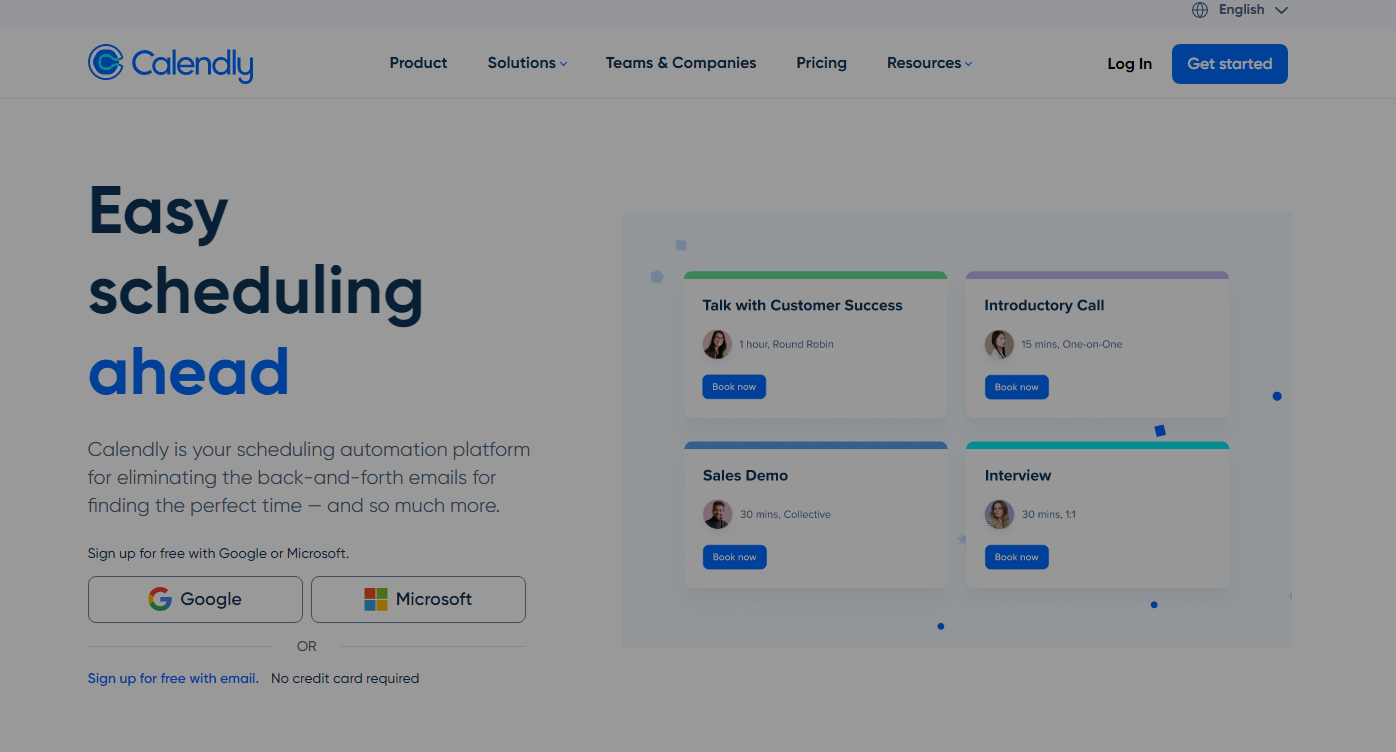 English
Calendly
Product
Solutions
Teams & Companies
Pricing
Resources
Log In
Get started
Easy
scheduling
ahead
Calendly is your scheduling automation platform
for eliminating the back-and-forth emails for
finding the perfect time — and so much more.
Sign up for free with Google or Microsoft.
Google
Microsoft
OR
Sign up for free with email. No credit card required
Talk with Customer Success
1 hour, Round Robin
Book now
Introductory Call
15 mins, One-on-One
Book now
Sales Demo
30 mins, Collective
Book now
Interview
30 mins, 1:1
Book now